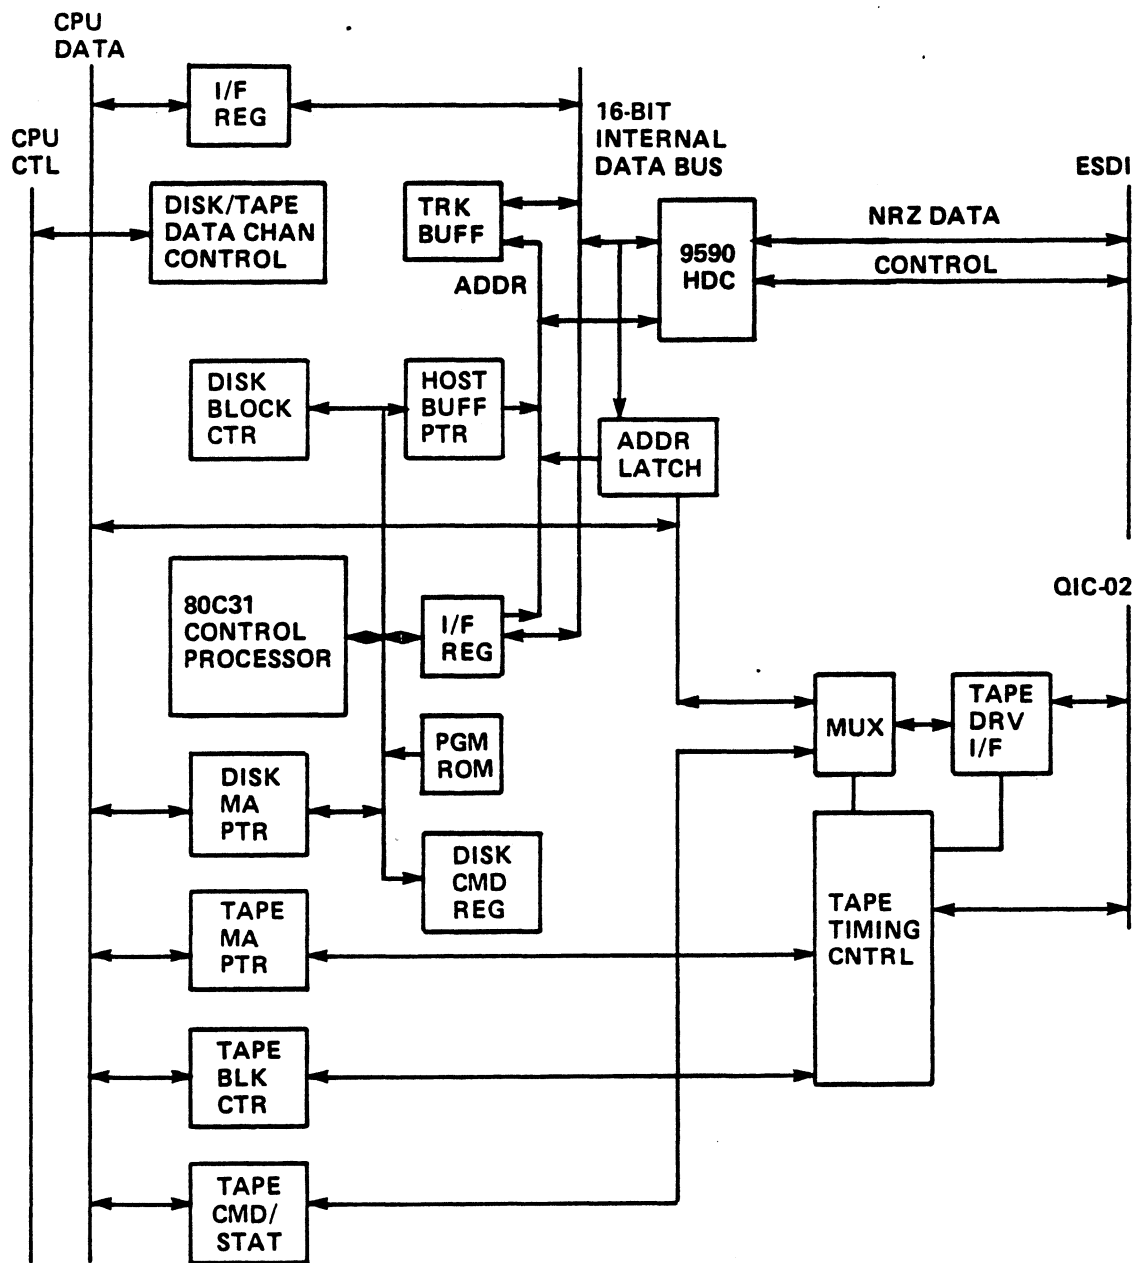 CPU
DATA
I/F
REG
16-BIT
INTERNAL
DATA BUS
CPU
CTL
ESDI
DISK/TAPE
DATA CHAN
CONTROL
TRK
BUFF
ADDR
9590
HDC
NRZ DATA
CONTROL
DISK
BLOCK
CTR
HOST
BUFF
PTR
ADDR
LATCH
80C31
CONTROL
PROCESSOR
I/F
REG
QIC-02
PGM
ROM
MUX
TAPE
DRV
I/F
DISK
MA
PTR
DISK
CMD
REG
TAPE
MA
PTR
TAPE
TIMING
CNTRL
TAPE
BLK
CTR
TAPE
CMD/
STAT